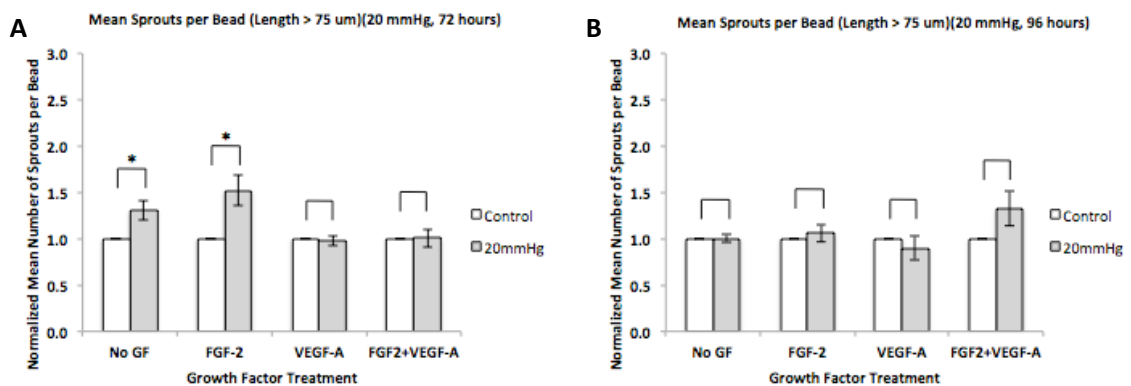 A
Mean Sprouts per Bead (Length > 75 um)(20 mmHg, 72 hours)
Normalized Mean Number of Sprouts per Bead
3.0
2.5
2.0
1.5
1.0
0.5
0.0
*
*
No GF
FGF-2
VEGF-A
FGF2+VEGF-A
Growth Factor Treatment
Control
20mmHg
B
Mean Sprouts per Bead (Length > 75 um)(20 mmHg, 96 hours)
Normalized Mean Number of Sprouts per Bead
3.0
2.5
2.0
1.5
1.0
0.5
0.0
No GF
FGF-2
VEGF-A
FGF2+VEGF-A
Growth Factor Treatment
Control
20mmHg